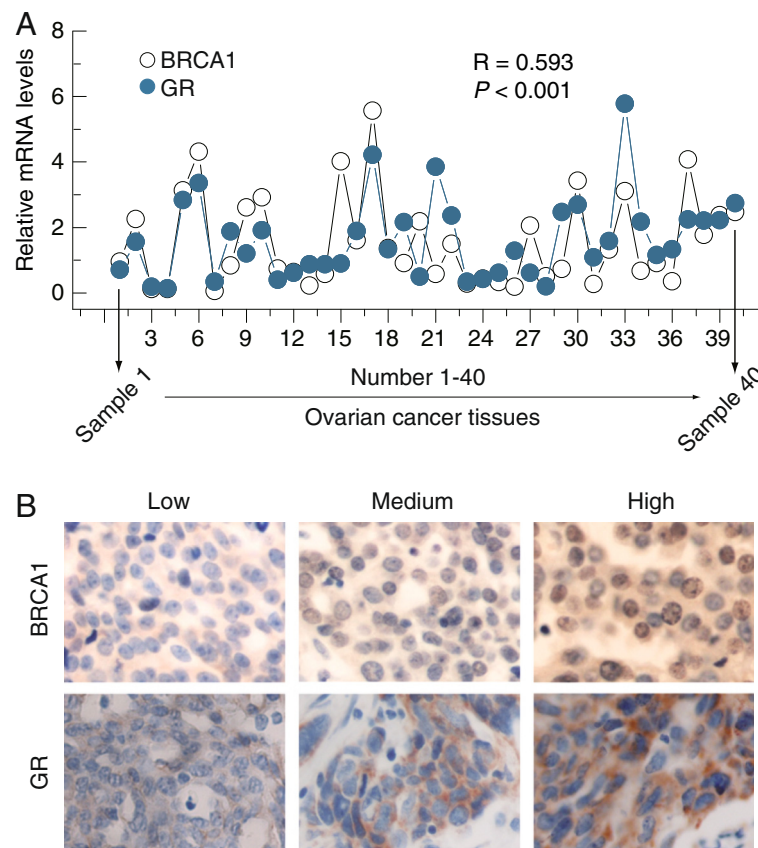 A
8
6
4
2
0
Relative mRNA levels
BRCA1
GR
R = 0.593
P < 0.001
3 6 9 12 15 18 21 24 27 30 33 36 39
Sample 1
Number 1-40
Ovarian cancer tissues
Sample 40
B
Low Medium High
BRCA1
GR